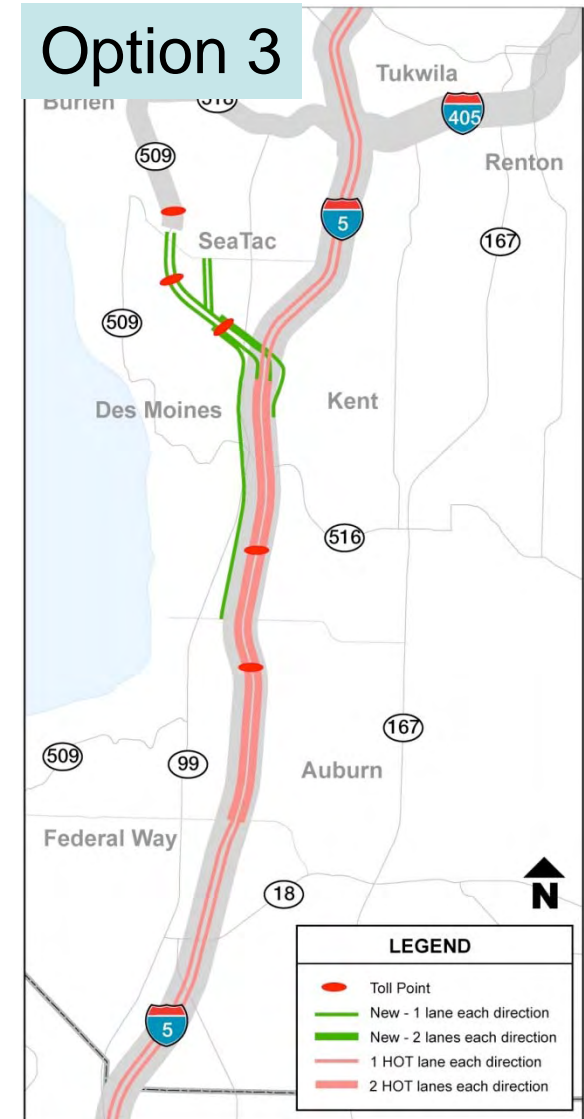 Option 3
Tukwila
Burien
518
405
509
Renton
5
167
SeaTac
509
Des Moines
Kent
516
167
509
99
Auburn
Federal Way
18
N
5
LEGEND
Toll Point
New - 1 lane each direction
New - 2 lanes each direction
1 HOT lane each direction
2 HOT lanes each direction